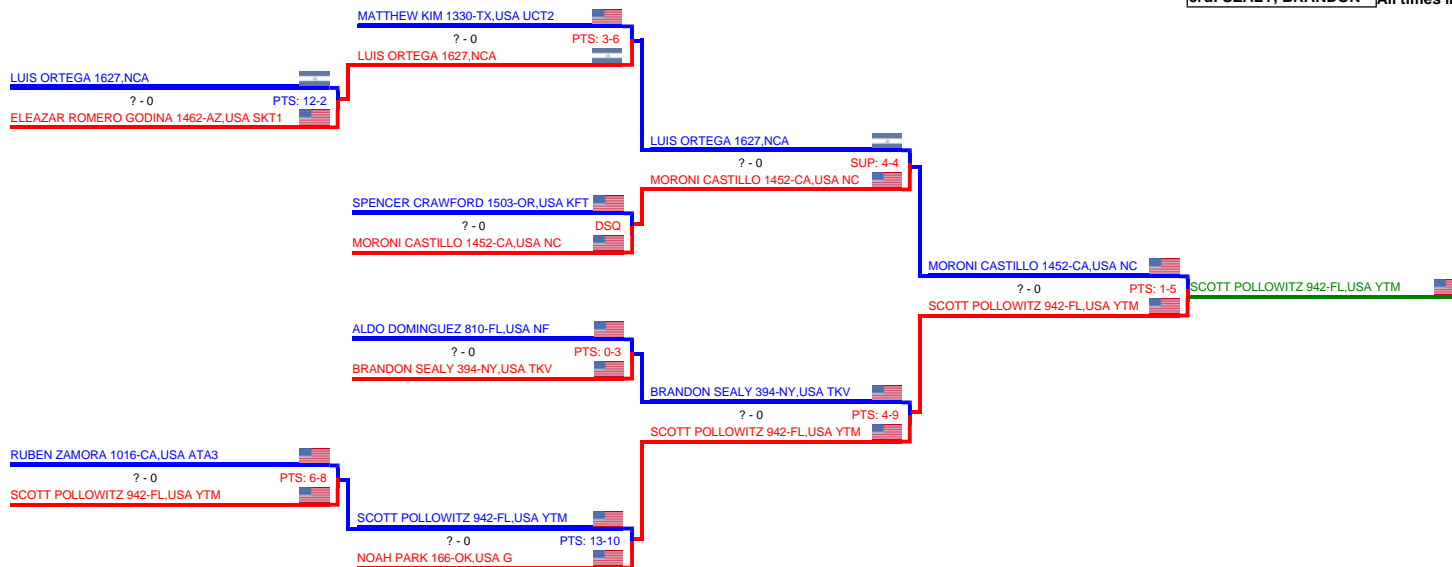 3rd: SEALY, BRANDON All times i
MATTHEW KIM 1330-TX,USA UCT2
? - 0 PTS: 3-6
LUIS ORTEGA 1627,NCA
LUIS ORTEGA 1627,NCA
? - 0 PTS: 12-2
ELEAZAR ROMERO GODINA 1462-AZ,USA SKT1
LUIS ORTEGA 1627,NCA
? - 0 SUP: 4-4
MORONI CASTILLO 1452-CA,USA NC
SPENCER CRAWFORD 1503-OR,USA KFT
? - 0 DSQ
MORONI CASTILLO 1452-CA,USA NC
MORONI CASTILLO 1452-CA,USA NC
? - 0 PTS: 1-5
SCOTT POLLOWITZ 942-FL,USA YTM
SCOTT POLLOWITZ 942-FL,USA YTM
ALDO DOMINGUEZ 810-FL,USA NF
? - 0 PTS: 0-3
BRANDON SEALY 394-NY,USA TKV
BRANDON SEALY 394-NY,USA TKV
? - 0 PTS: 4-9
SCOTT POLLOWITZ 942-FL,USA YTM
RUBEN ZAMORA 1016-CA,USA ATA3
? - 0 PTS: 6-8
SCOTT POLLOWITZ 942-FL,USA YTM
SCOTT POLLOWITZ 942-FL,USA YTM
? - 0 PTS: 13-10
NOAH PARK 166-OK,USA G